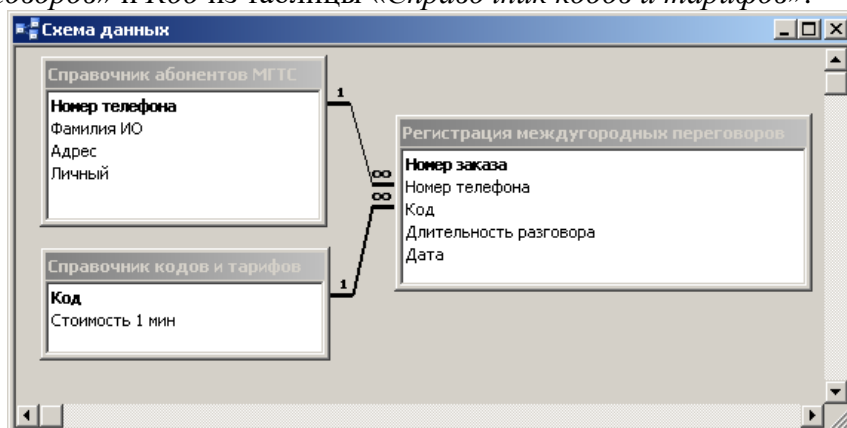 оворов» и Код из таблицы «Справочник кодов и тарифов».
Схема данных
Справочник абонентов МГТС
Номер телефона
Фамилия ИО
Адрес
Личный
1
∞
∞
Регистрация междугородных переговоров
Номер заказа
Номер телефона
Код
Длительность разговора
Дата
Справочник кодов и тарифов
Код
Стоимость 1 мин
1